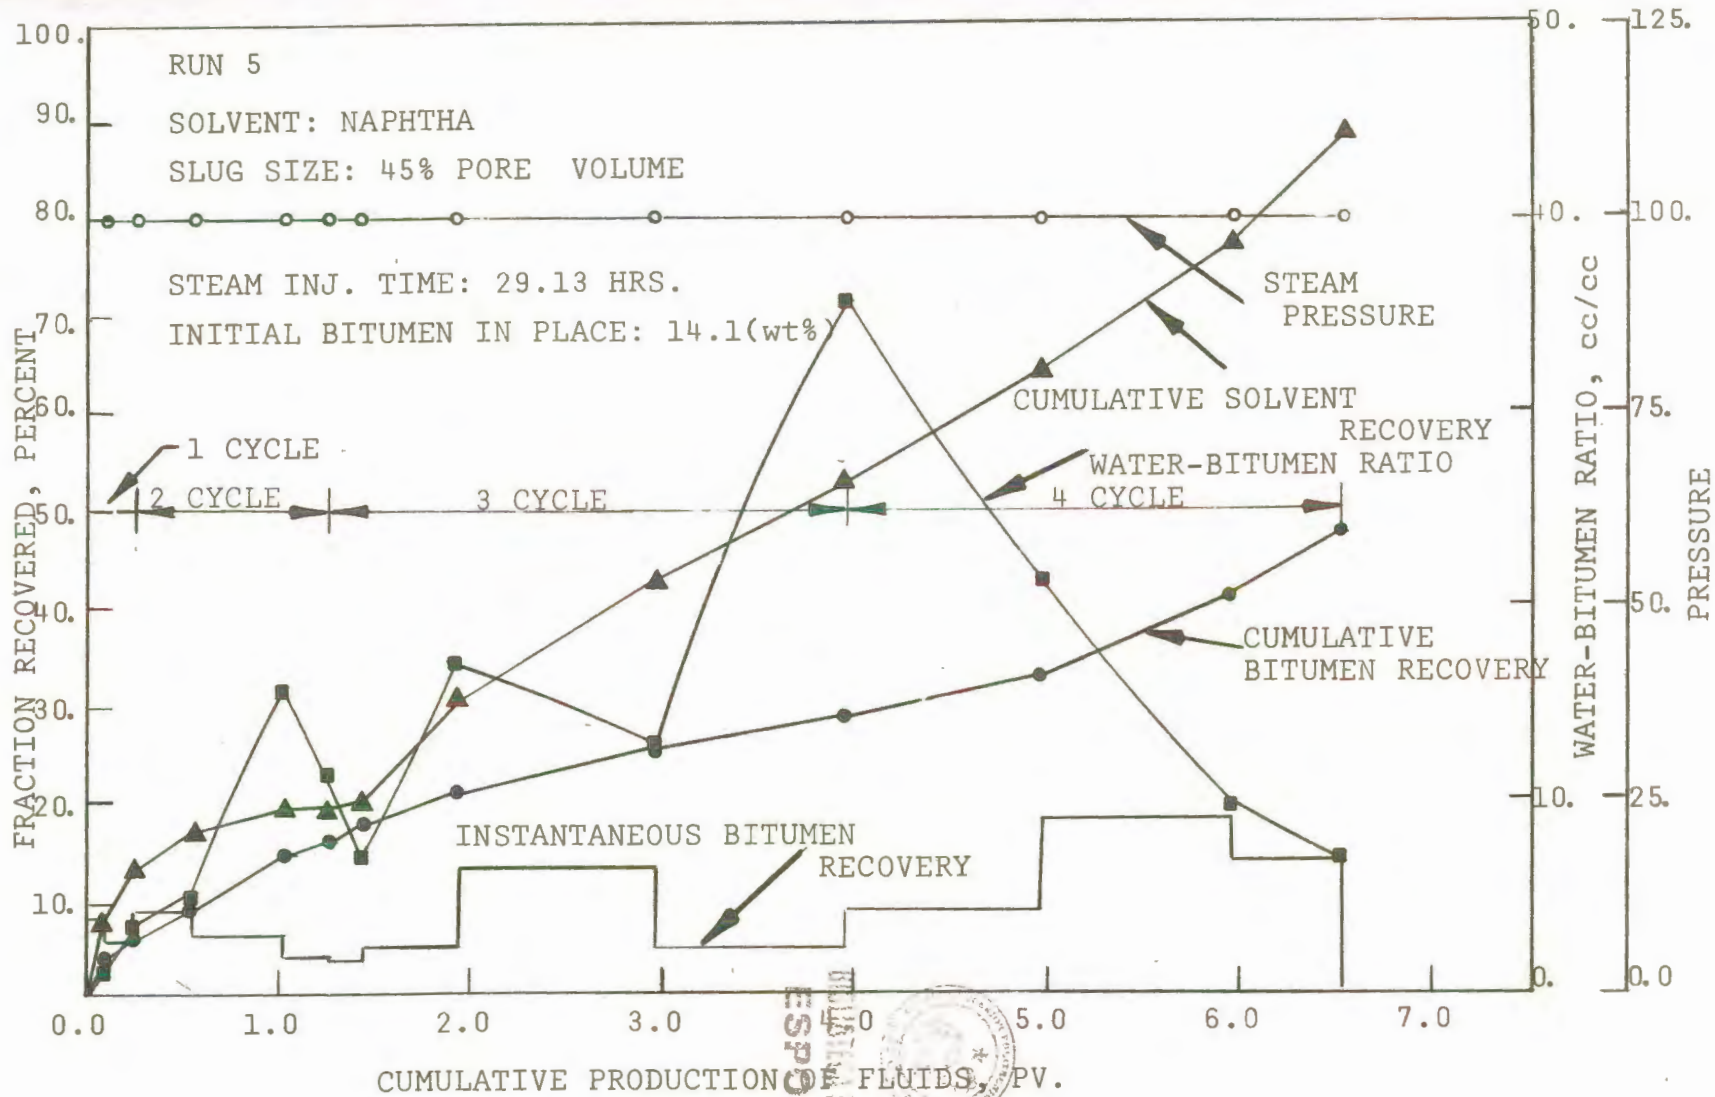 100.
90.
80.
70.
60.
50.
40.
30.
20.
10.
FRACTION RECOVERED, PERCENT
RUN 5
SOLVENT: NAPHTHA
SLUG SIZE: 45% PORE VOLUME
STEAM INJ. TIME: 29.13 HRS.
INITIAL BITUMEN IN PLACE: 14.1(wt%)
1 CYCLE
2 CYCLE
3 CYCLE
4 CYCLE
STEAM
PRESSURE
CUMULATIVE SOLVENT
RECOVERY
WATER-BITUMEN RATIO
CUMULATIVE
BITUMEN RECOVERY
INSTANTANEOUS BITUMEN
RECOVERY
50.
40.
10.
0.
WATER-BITUMEN RATIO, cc/cc
125.
100.
75.
50.
25.
0.0
PRESSURE
0.0
1.0
2.0
3.0
4.0
5.0
6.0
7.0
CUMULATIVE PRODUCTION OF FLUIDS, PV.